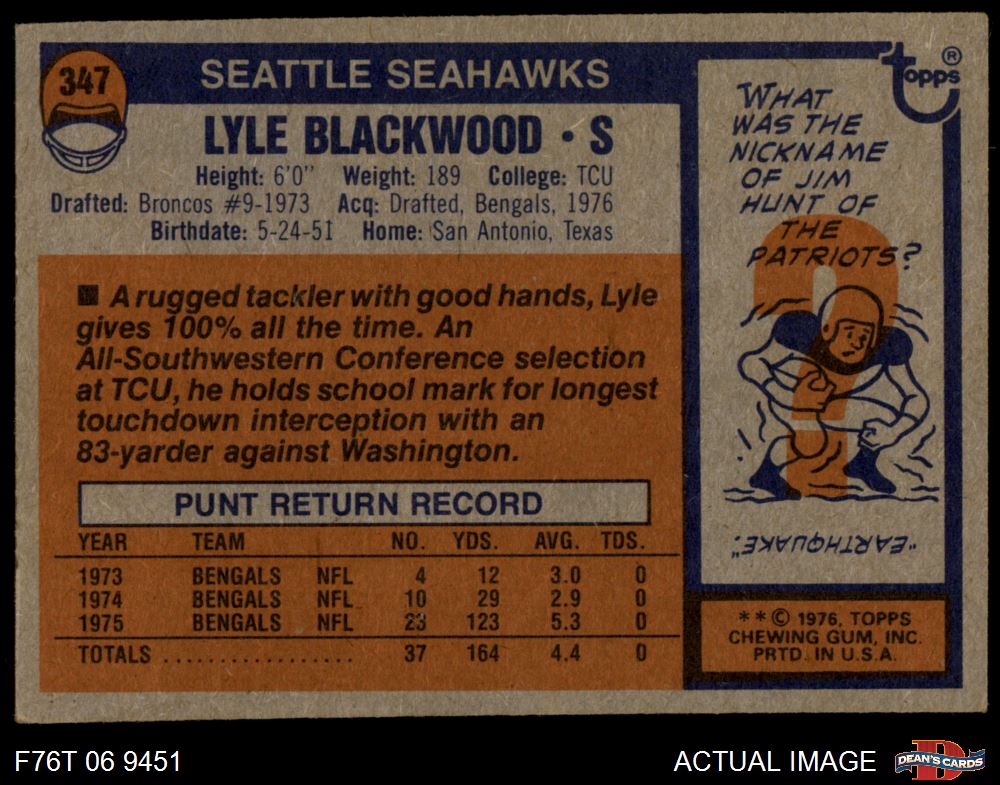 347
SEATTLE SEAHAWKS
LYLE BLACKWOOD • S
Height: 6'0" Weight: 189 College: TCU
Drafted: Broncos #9-1973 Acq: Drafted, Bengals, 1976
Birthdate: 5-24-51 Home: San Antonio, Texas
■ A rugged tackler with good hands, Lyle
gives 100% all the time. An
All-Southwestern Conference selection
at TCU, he holds school mark for longest
touchdown interception with an
83-yarder against Washington.
PUNT RETURN RECORD
YEAR TEAM NO. YDS. AVG. TDS.
1973 BENGALS NFL 4 12 3.0 0
1974 BENGALS NFL 10 29 2.9 0
1975 BENGALS NFL 23 123 5.3 0
TOTALS .................. 37 164 4.4 0
topps ®
WHAT
WAS THE
NICKNAME
OF JIM
HUNT OF
THE
PATRIOTS?
"EARTHQUAKE."
**© 1976, TOPPS
CHEWING GUM, INC.
PRTD. IN U.S.A.
F76T 06 9451
ACTUAL IMAGE
DEAN'S CARDS